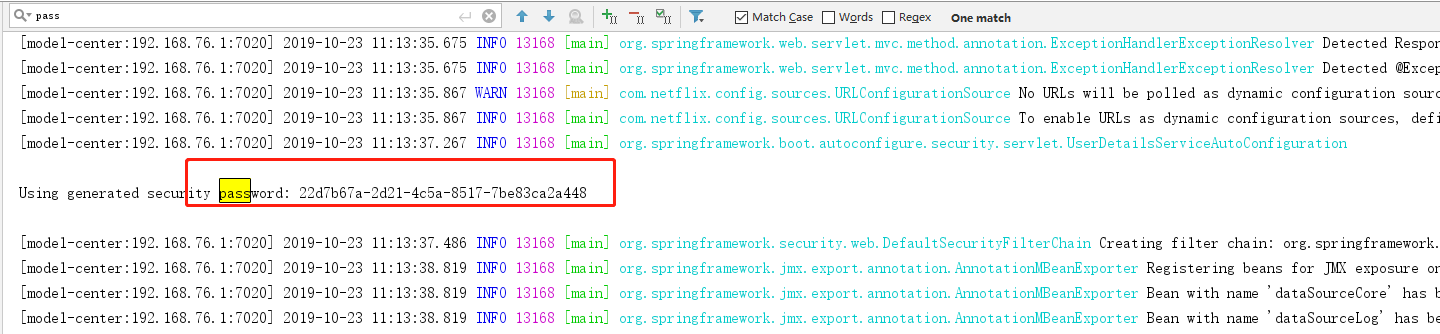 pass Match Case Words Regex One match
[model-center:192.168.76.1:7020] 2019-10-23 11:13:35.675 INFO 13168 [main] org.springframework.web.servlet.mvc.method.annotation.ExceptionHandlerExceptionResolver Detected Respon
[model-center:192.168.76.1:7020] 2019-10-23 11:13:35.675 INFO 13168 [main] org.springframework.web.servlet.mvc.method.annotation.ExceptionHandlerExceptionResolver Detected @Excep
[model-center:192.168.76.1:7020] 2019-10-23 11:13:35.867 WARN 13168 [main] com.netflix.config.sources.URLConfigurationSource No URLs will be polled as dynamic configuration sourc
[model-center:192.168.76.1:7020] 2019-10-23 11:13:35.867 INFO 13168 [main] com.netflix.config.sources.URLConfigurationSource To enable URLs as dynamic configuration sources, defi
[model-center:192.168.76.1:7020] 2019-10-23 11:13:37.267 INFO 13168 [main] org.springframework.boot.autoconfigure.security.servlet.UserDetailsServiceAutoConfiguration
Using generated security password: 22d7b67a-2d21-4c5a-8517-7be83ca2a448
[model-center:192.168.76.1:7020] 2019-10-23 11:13:37.486 INFO 13168 [main] org.springframework.security.web.DefaultSecurityFilterChain Creating filter chain: org.springframework.
[model-center:192.168.76.1:7020] 2019-10-23 11:13:38.819 INFO 13168 [main] org.springframework.jmx.export.annotation.AnnotationMBeanExporter Registering beans for JMX exposure on
[model-center:192.168.76.1:7020] 2019-10-23 11:13:38.819 INFO 13168 [main] org.springframework.jmx.export.annotation.AnnotationMBeanExporter Bean with name 'dataSourceCore' has b
[model-center:192.168.76.1:7020] 2019-10-23 11:13:38.819 INFO 13168 [main] org.springframework.jmx.export.annotation.AnnotationMBeanExporter Bean with name 'dataSourceLog' has be